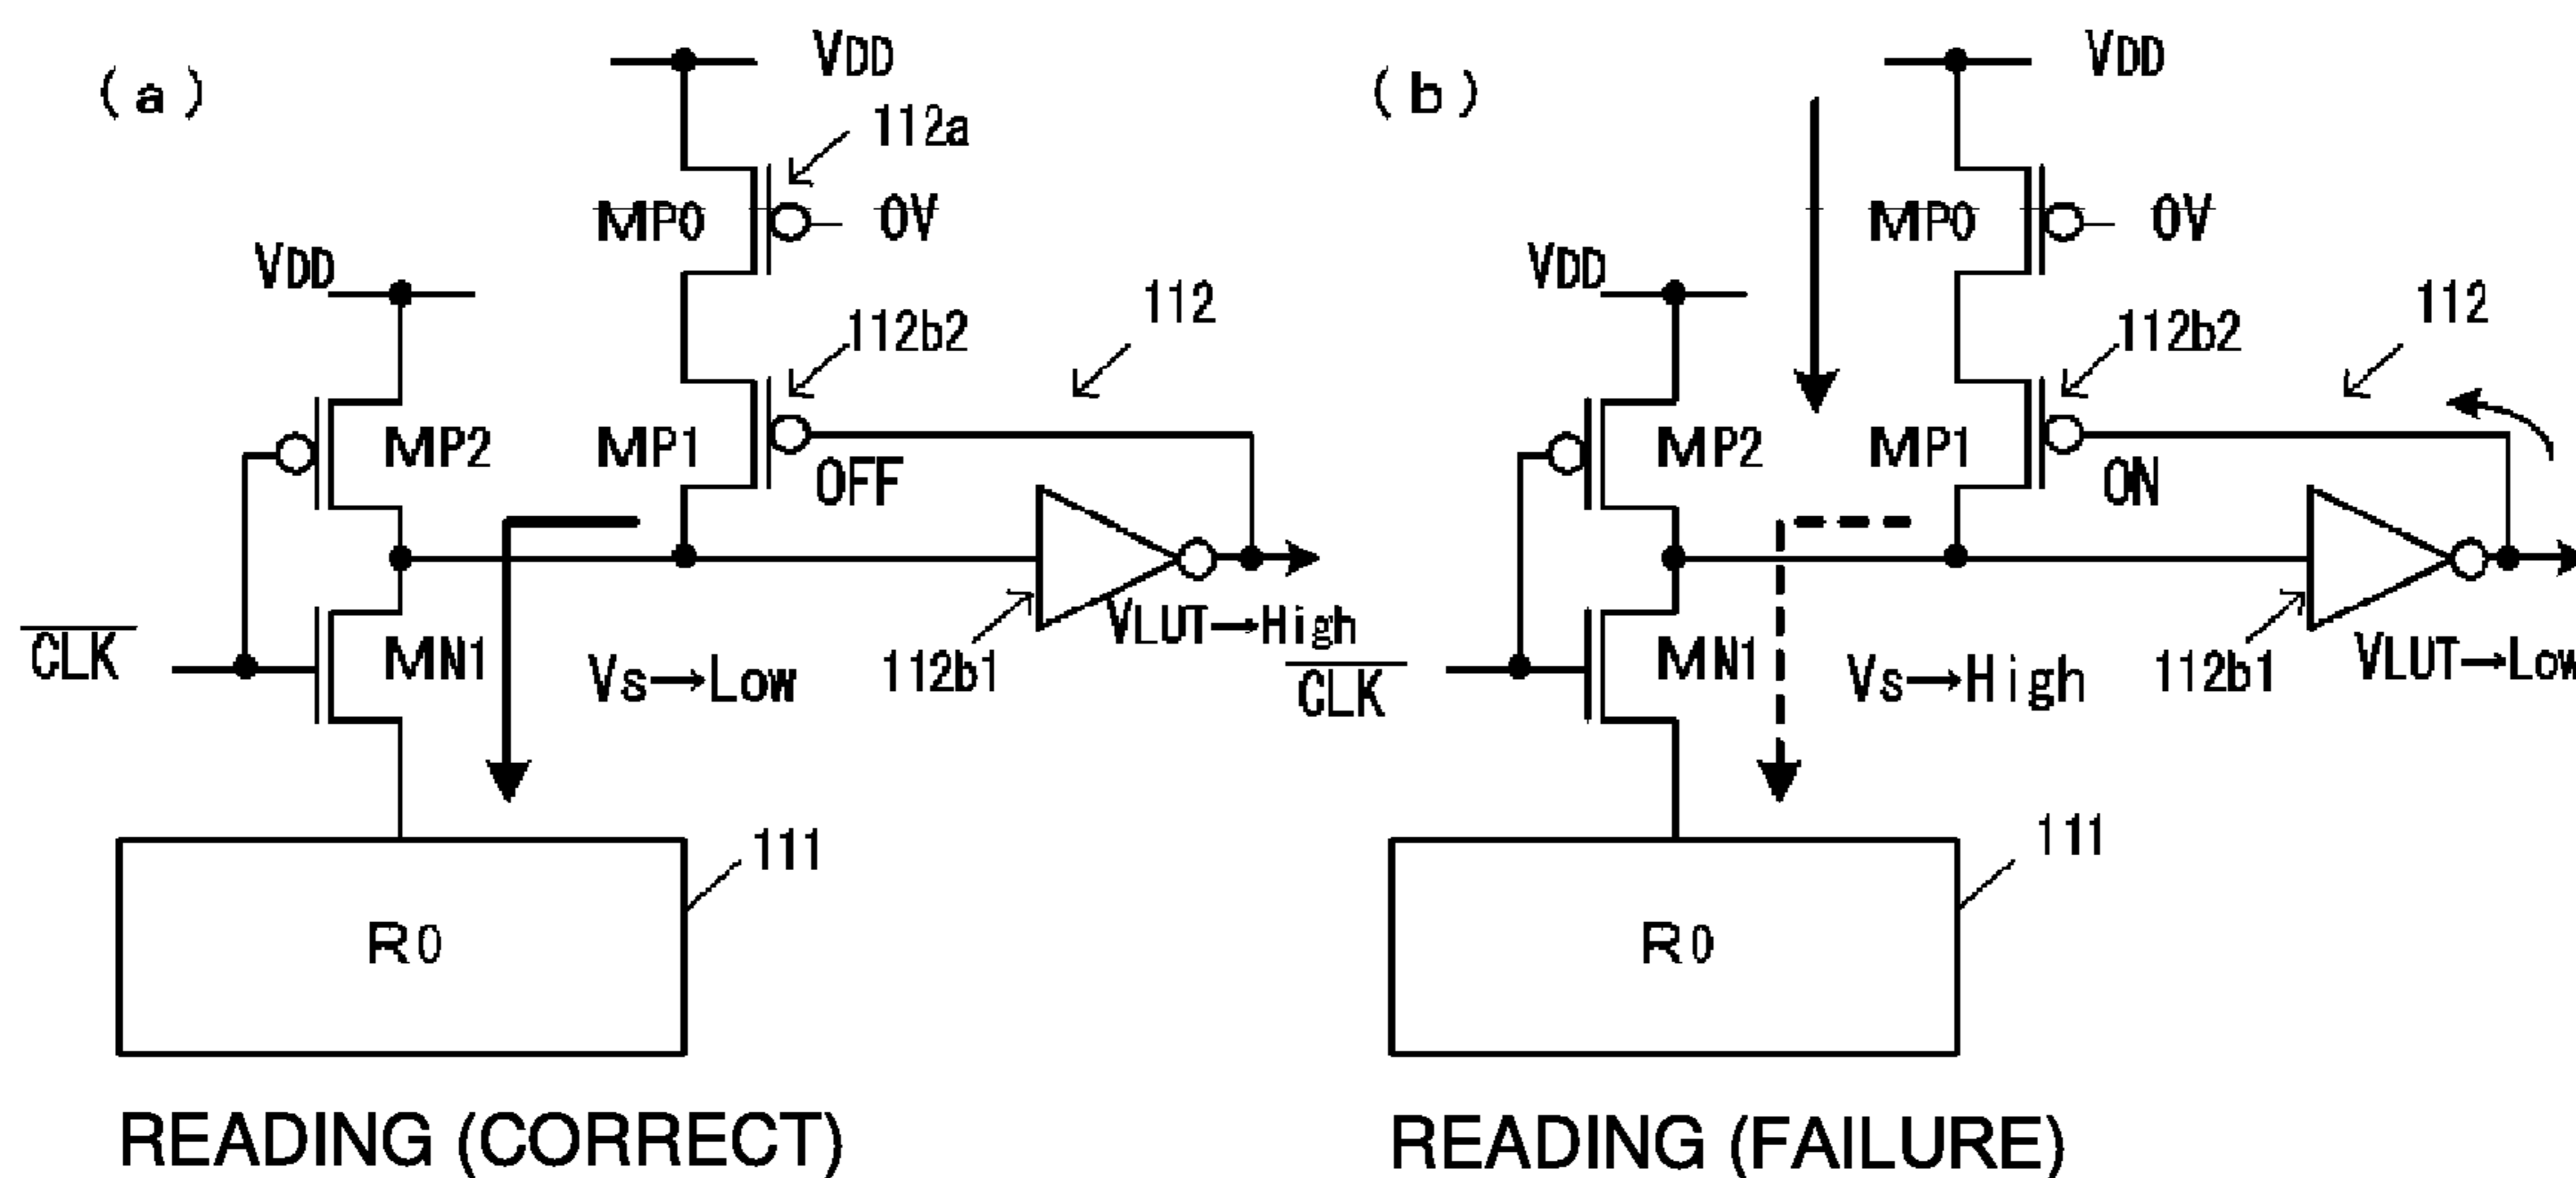 (a)
VDD
112a
MP0
0V
VDD
112b2
112
MP2
MP1
OFF
CLK
MN1
Vs→Low
112b1
VLUT→High
R0
111
READING (CORRECT)
(b)
VDD
MP0
0V
VDD
112b2
112
MP2
MP1
ON
CLK
MN1
Vs→High
112b1
VLUT→Low
R0
111
READING (FAILURE)